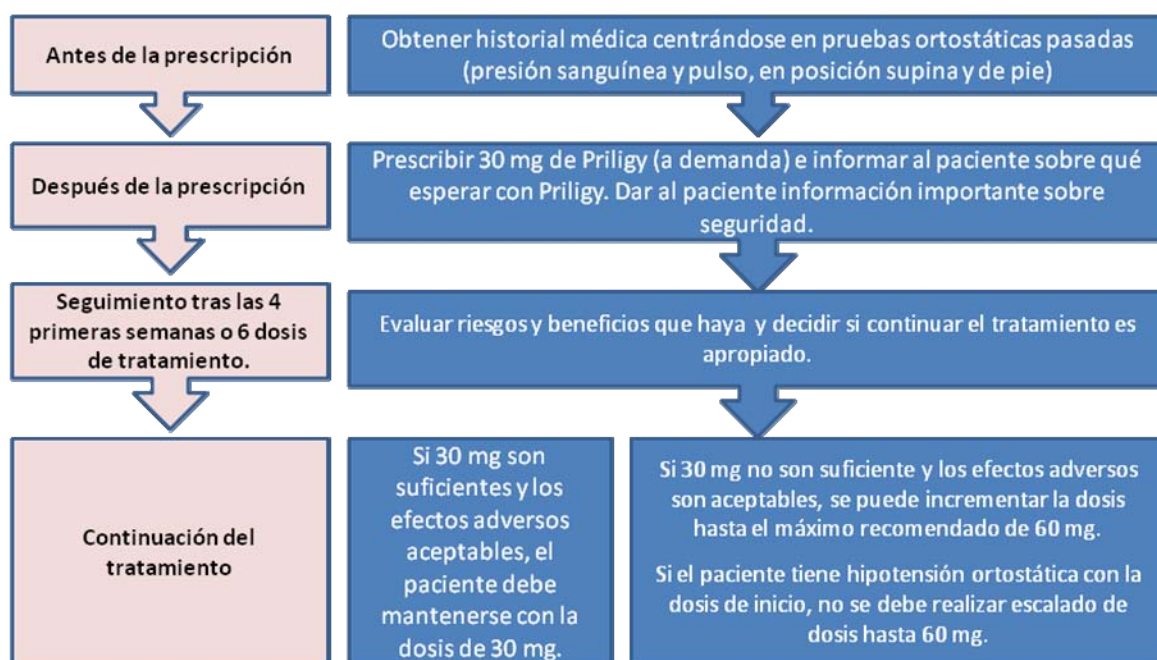 Antes de la prescripción
Obtener historial médica centrándose en pruebas ortostáticas pasadas
(presión sanguínea y pulso, en posición supina y de pie)
Después de la prescripción
Prescribir 30 mg de Priligy (a demanda) e informar al paciente sobre qué
esperar con Priligy. Dar al paciente información importante sobre
seguridad.
Seguimiento tras las 4
primeras semanas o 6 dosis
de tratamiento.
Evaluar riesgos y beneficios que haya y decidir si continuar el tratamiento es
apropiado.
Continuación del
tratamiento
Si 30 mg son
suficientes y los
efectos adversos
aceptables, el
paciente debe
mantenerse con la
dosis de 30 mg.
Si 30 mg no son suficiente y los efectos adversos
son aceptables, se puede incrementar la dosis
hasta el máximo recomendado de 60 mg.
Si el paciente tiene hipotensión ortostática con la
dosis de inicio, no se debe realizar escalado de
dosis hasta 60 mg.